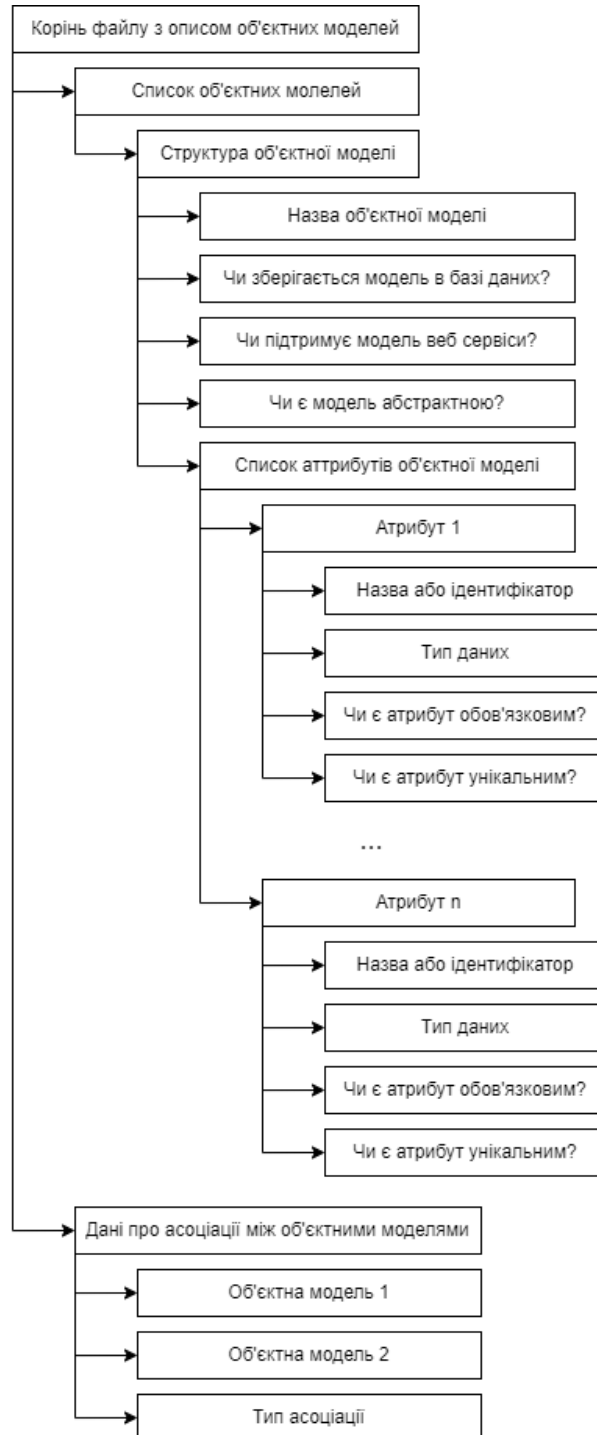 Корінь файлу з описом об'єктних моделей
Список об'єктних молелей
Структура об'єктної моделі
Назва об'єктної моделі
Чи зберігається модель в базі даних?
Чи підтримує модель веб сервіси?
Чи є модель абстрактною?
Список аттрибутів об'єктної моделі
Атрибут 1
Назва або ідентифікатор
Тип даних
Чи є атрибут обов'язковим?
Чи є атрибут унікальним?
...
Атрибут n
Назва або ідентифікатор
Тип даних
Чи є атрибут обов'язковим?
Чи є атрибут унікальним?
Дані про асоціації між об'єктними моделями
Об'єктна модель 1
Об'єктна модель 2
Тип асоціації